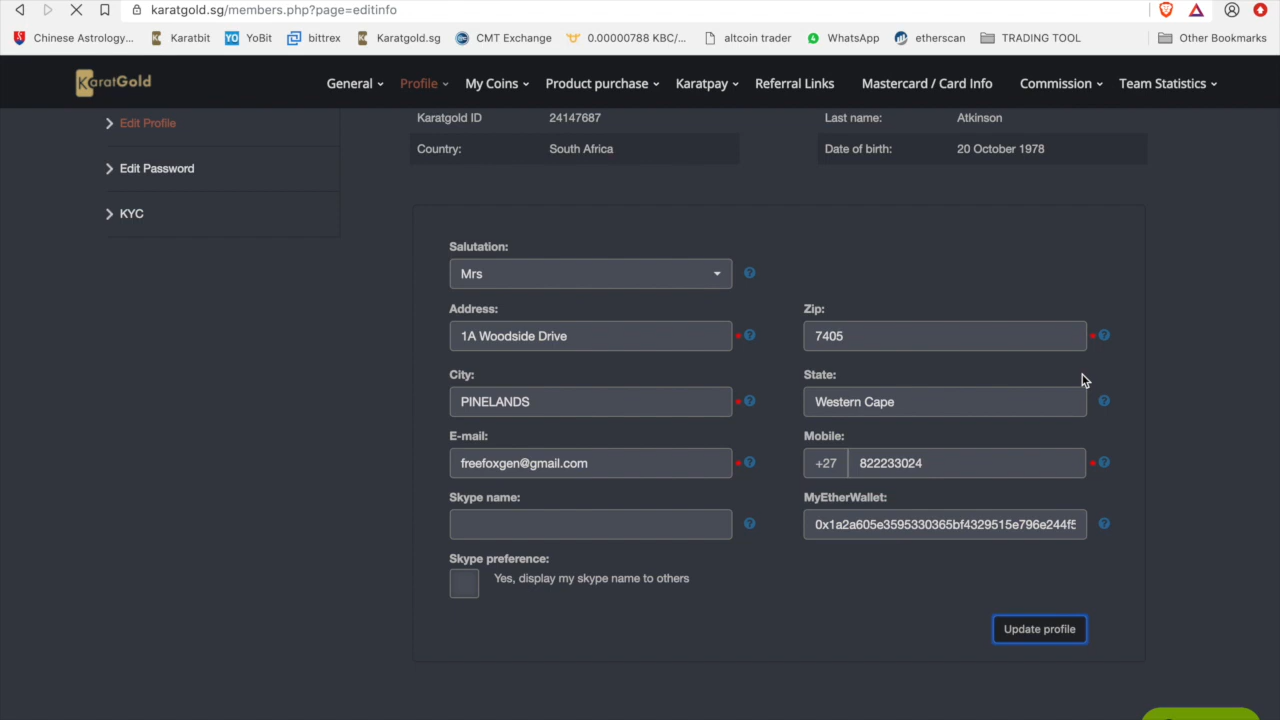 karatgold.sg/members.php?page=editinfo
Chinese Astrology... Karatbit YoBit bittrex Karatgold.sg CMT Exchange 0.00000788 KBC/... altcoin trader WhatsApp etherscan TRADING TOOL Other Bookmarks
KaratGold General Profile My Coins Product purchase Karatpay Referral Links Mastercard / Card Info Commission Team Statistics
Edit Profile
Edit Password
KYC
Karatgold ID 24147687 Last name: Atkinson
Country: South Africa Date of birth: 20 October 1978
Salutation:
Mrs
Address: Zip:
1A Woodside Drive 7405
City: State:
PINELANDS Western Cape
E-mail: Mobile:
freefoxgen@gmail.com +27 822233024
Skype name: MyEtherWallet:
0x1a2a605e3595330365bf4329515e796e244f5
Skype preference:
Yes, display my skype name to others
Update profile